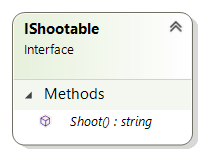 IShootable
Interface
Methods
Shoot() : string